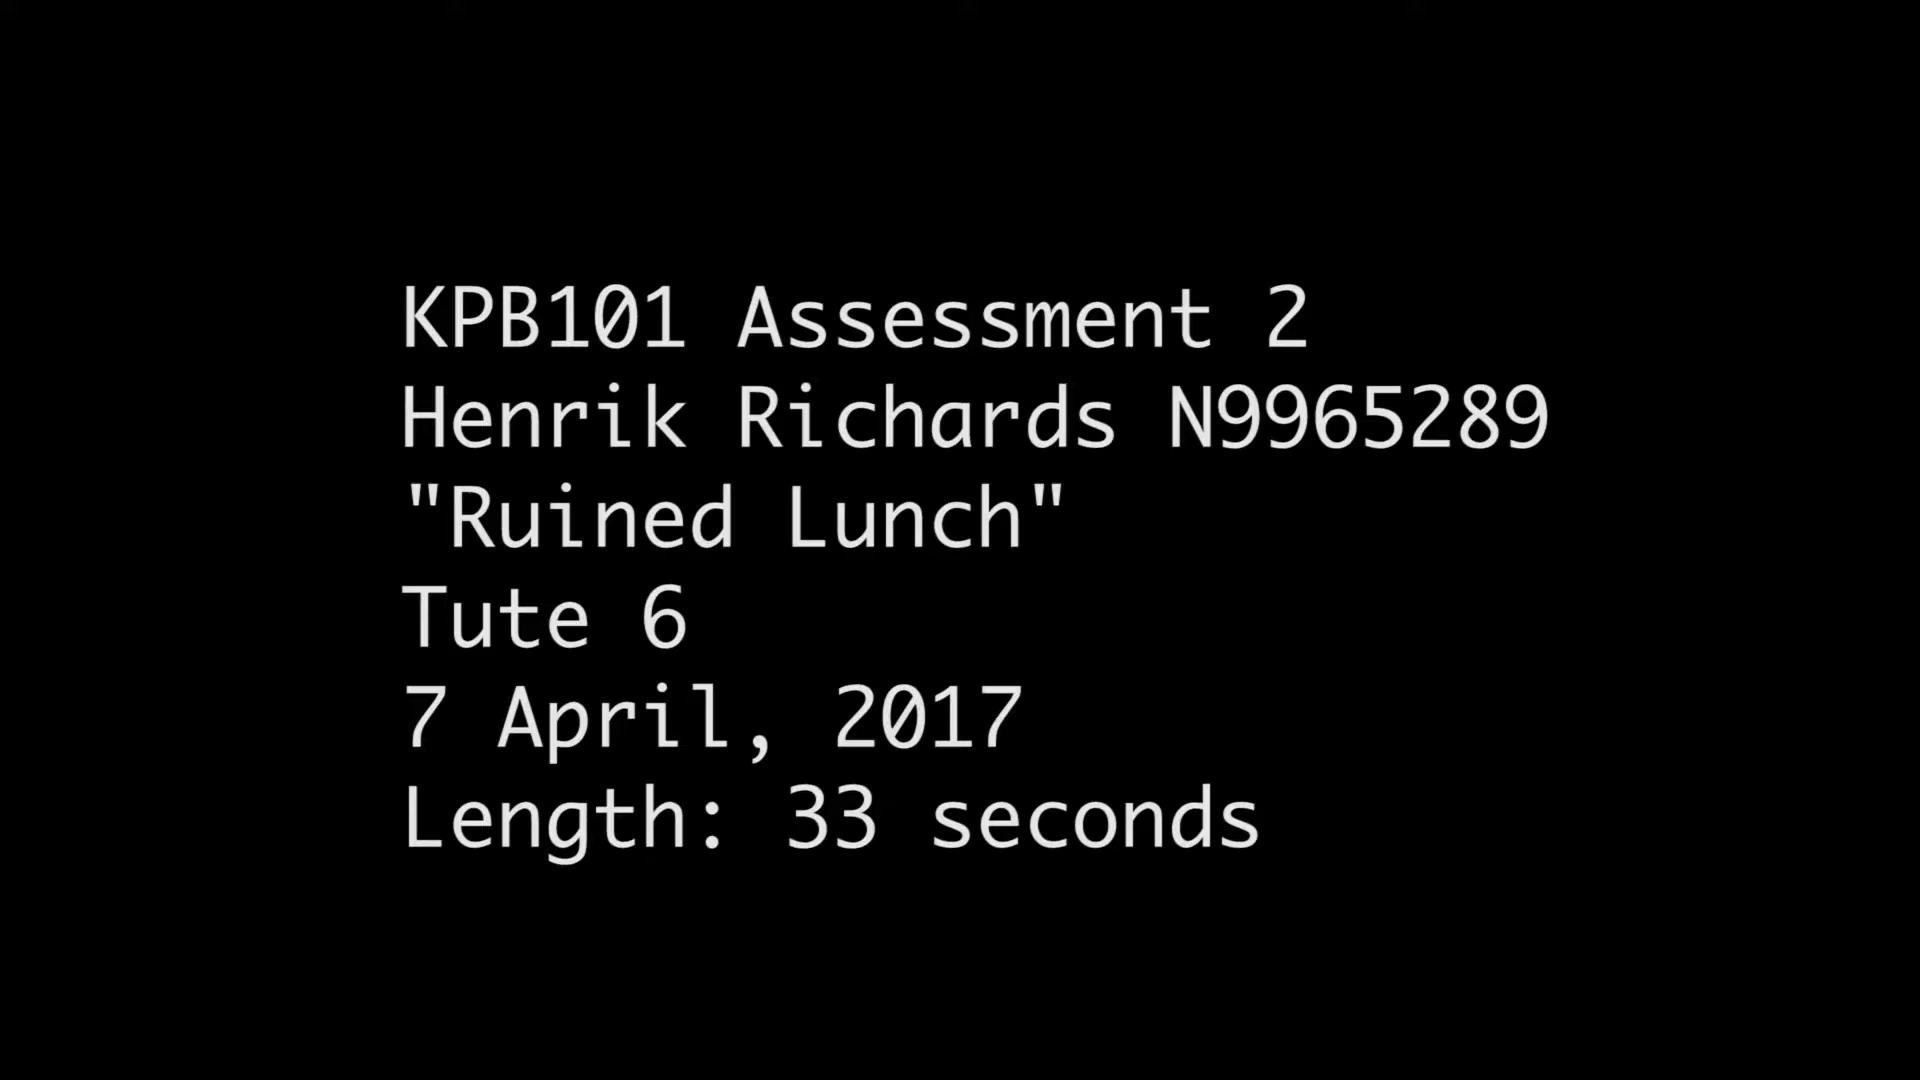 KPB101 Assessment 2
Henrik Richards N9965289
"Ruined Lunch"
Tute 6
7 April, 2017
Length: 33 seconds